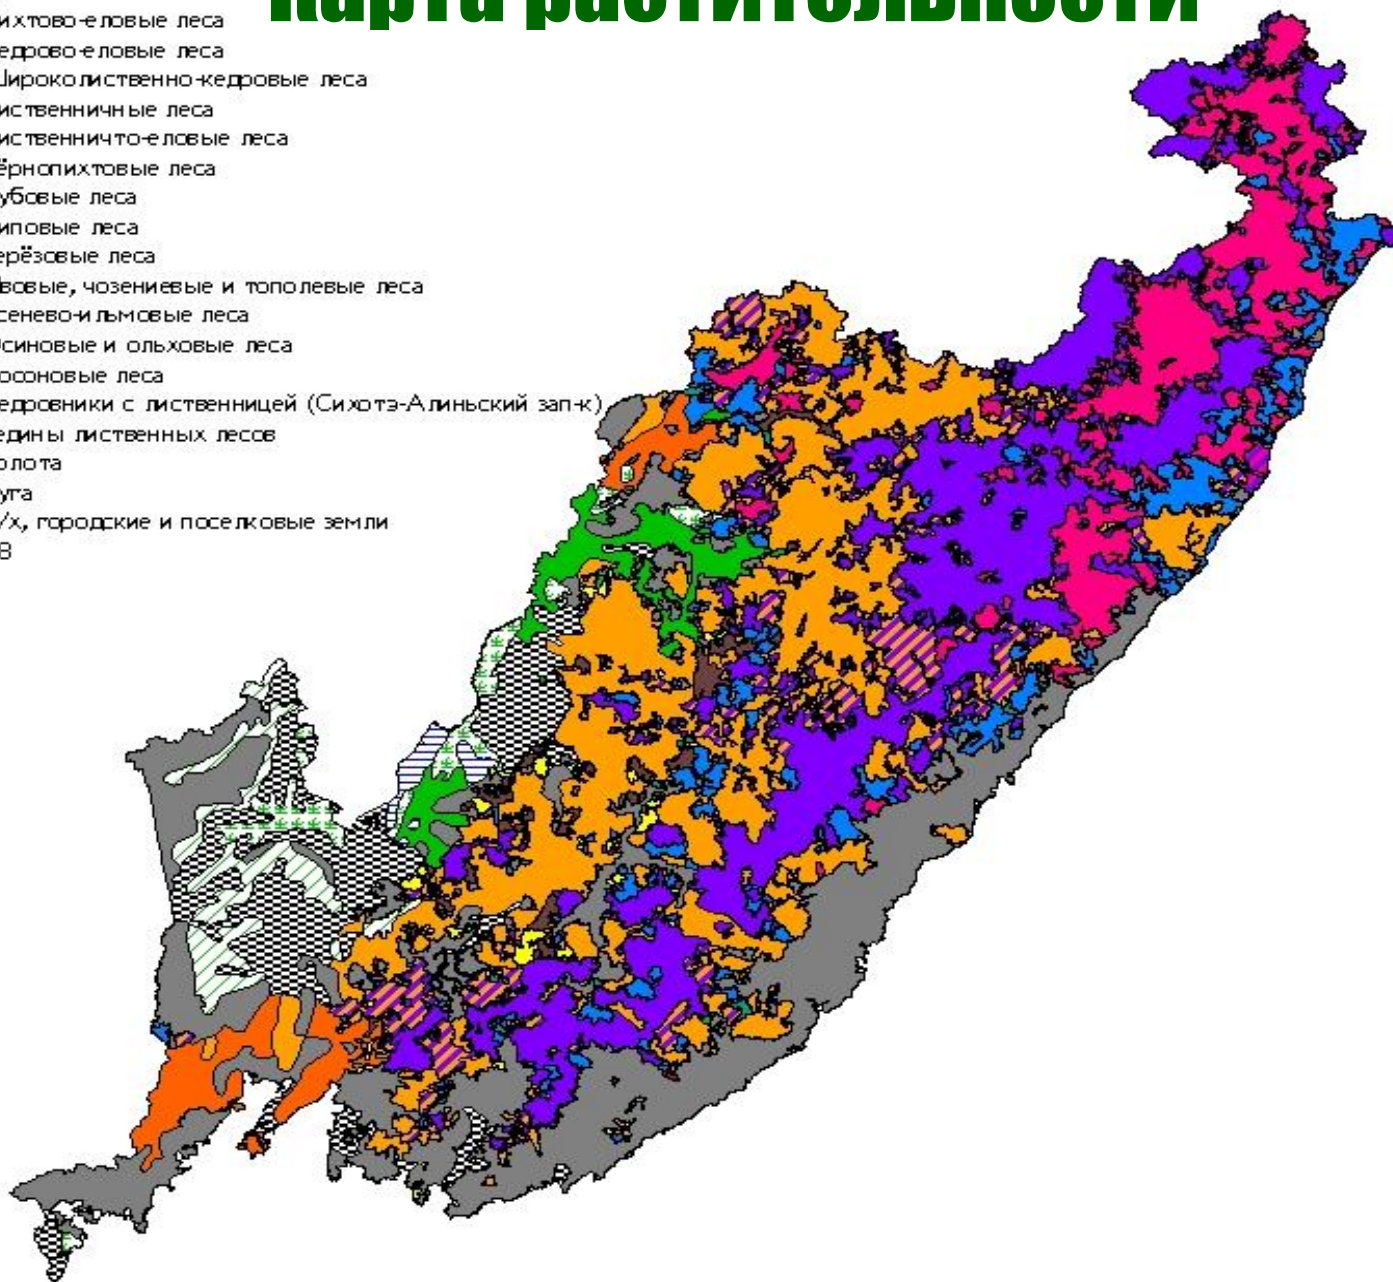 Карта растительности
ихтово-еловые леса
едрово-еловые леса
Широколиственно-кедровые леса
иственничные леса
иственничто-еловые леса
ёрнопихтовые леса
убовые леса
иповые леса
ерёзовые леса
вовые, чозениевые и тополевые леса
сенево-ильмовые леса
синовые и ольховые леса
осоновые леса
едровники с лиственницей (Сихотэ-Алиньский зап-к)
едины лиственных лесов
олота
уга
/х, городские и поселковые земли
В